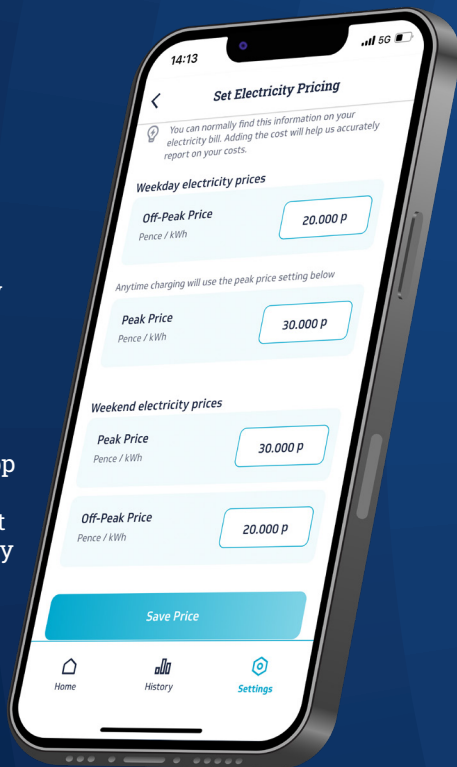 14:13
5G
Set Electricity Pricing
You can normally find this information on your
electricity bill. Adding the cost will help us accurately
report on your costs.
Weekday electricity prices
Off-Peak Price
20.000 p
Pence / kWh
Anytime charging will use the peak price setting below
Peak Price
30.000 p
Pence / kWh
Weekend electricity prices
Peak Price
30.000 p
Pence / kWh
Off-Peak Price
20.000 p
Pence / kWh
Save Price
Home
History
Settings